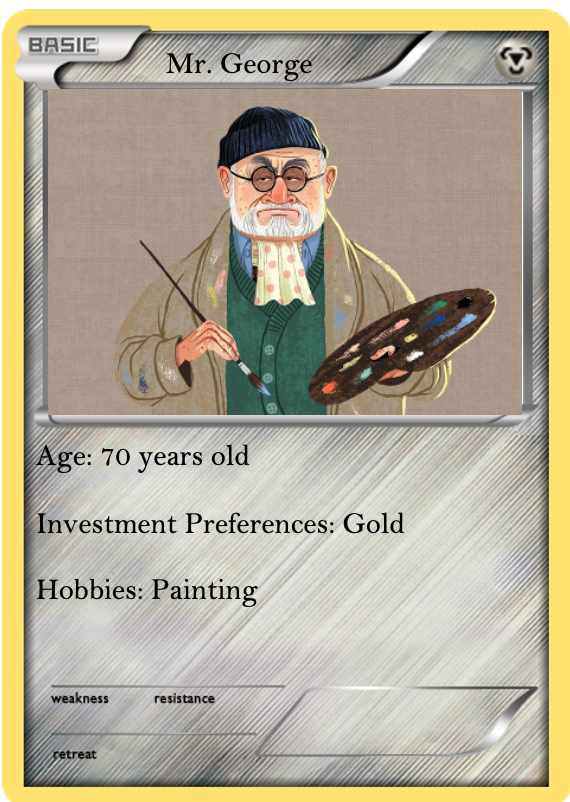 BASIC
Mr. George
Age: 70 years old
Investment Preferences: Gold
Hobbies: Painting
weakness resistance
retreat